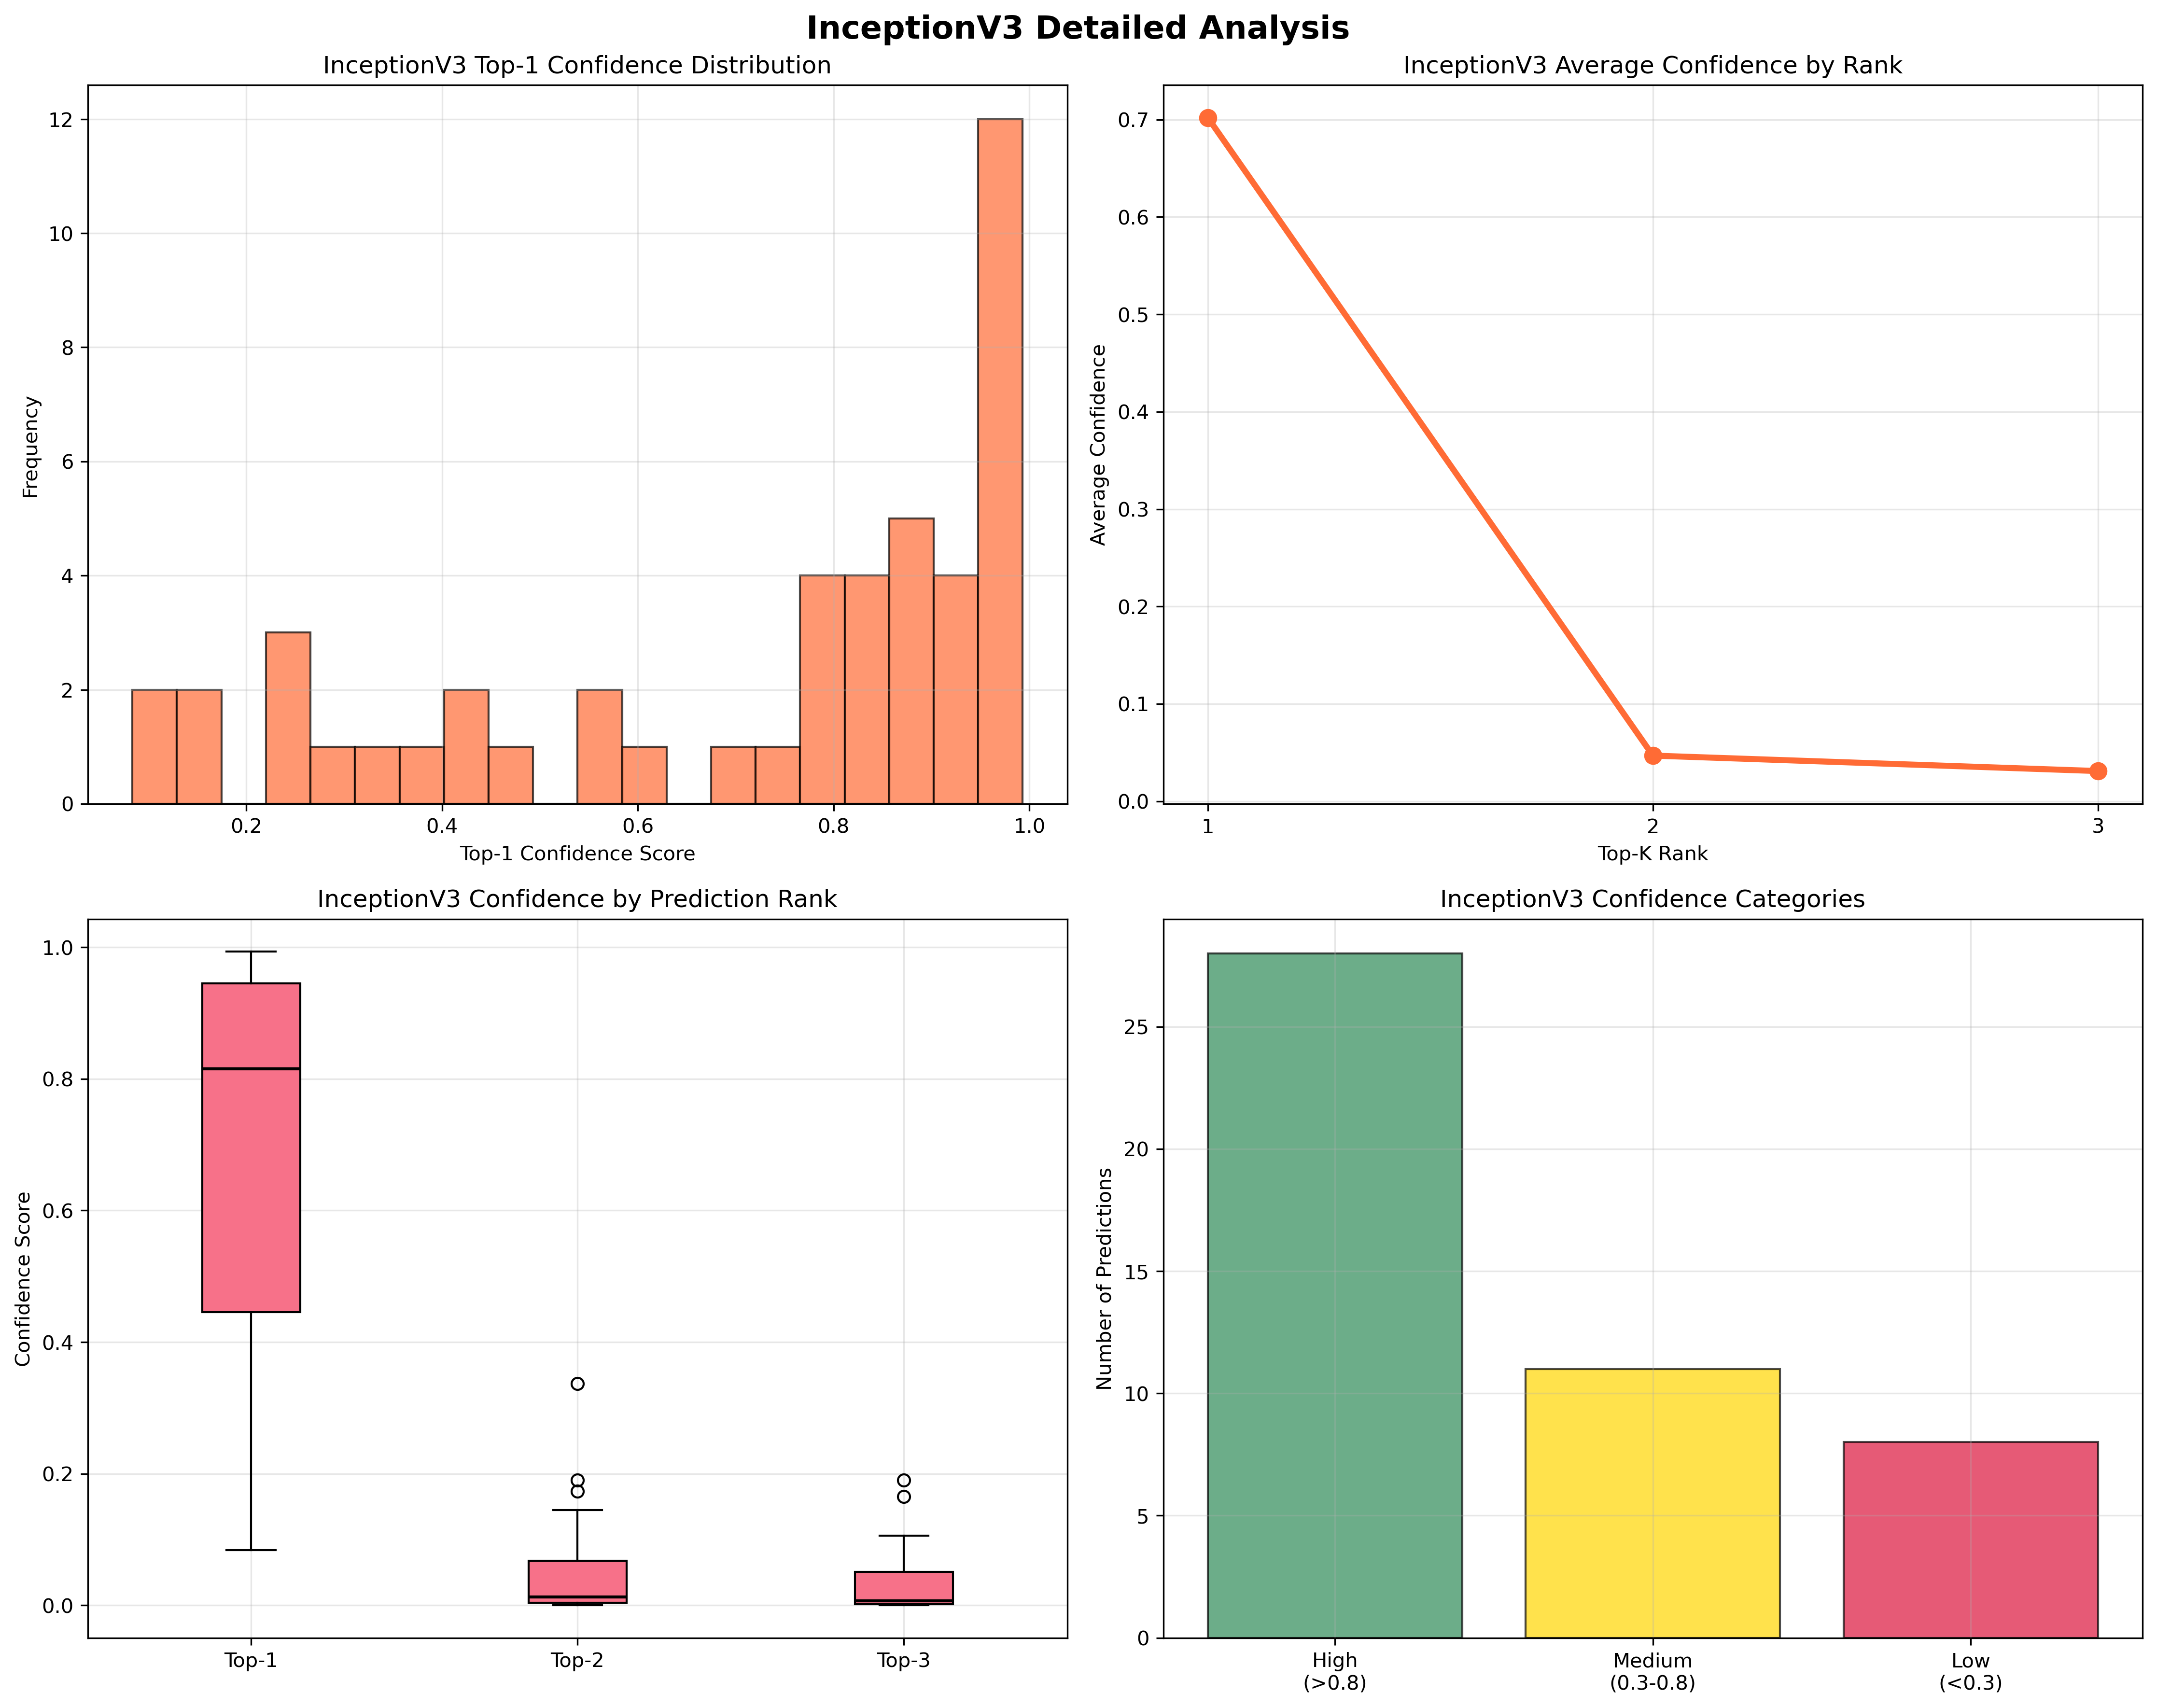 InceptionV3 Detailed Analysis
InceptionV3 Top-1 Confidence Distribution
12
10
8
6
4
2
0
Frequency
0.2 0.4 0.6 0.8 1.0
Top-1 Confidence Score
InceptionV3 Average Confidence by Rank
0.7
0.6
0.5
0.4
0.3
0.2
0.1
0.0
Average Confidence
1 2 3
Top-K Rank
InceptionV3 Confidence by Prediction Rank
1.0
0.8
0.6
0.4
0.2
0.0
Confidence Score
Top-1 Top-2 Top-3
InceptionV3 Confidence Categories
25
20
15
10
5
0
Number of Predictions
High Medium Low
(>0.8) (0.3-0.8) (<0.3)